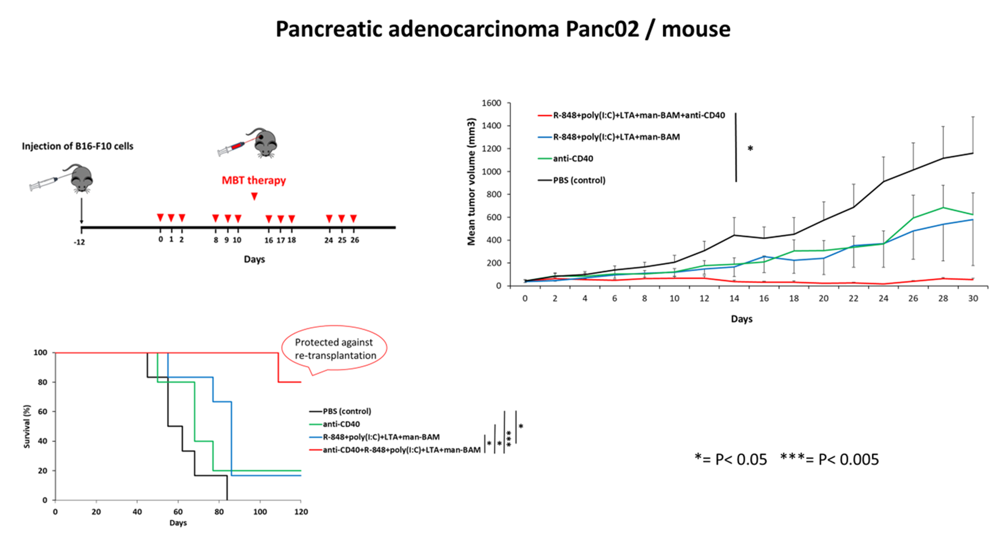 Pancreatic adenocarcinoma Panc02 / mouse
Injection of B16-F10 cells
MBT therapy
-12 0 1 2 8 9 10 16 17 18 24 25 26
Days
Mean tumor volume (mm3)
1600
1400
1200
1000
800
600
400
200
0
R-848+poly(I:C)+LTA+man-BAM+anti-CD40
R-848+poly(I:C)+LTA+man-BAM
anti-CD40
PBS (control)
*
0 2 4 6 8 10 12 14 16 18 20 22 24 26 28 30
Days
Protected against
re-transplantation
Survival (%)
100
80
60
40
20
0
0 20 40 60 80 100 120
Days
PBS (control)
anti-CD40
R-848+poly(I:C)+LTA+man-BAM
anti-CD40+R-848+poly(I:C)+LTA+man-BAM
* * *** *
*= P< 0.05 ***= P< 0.005